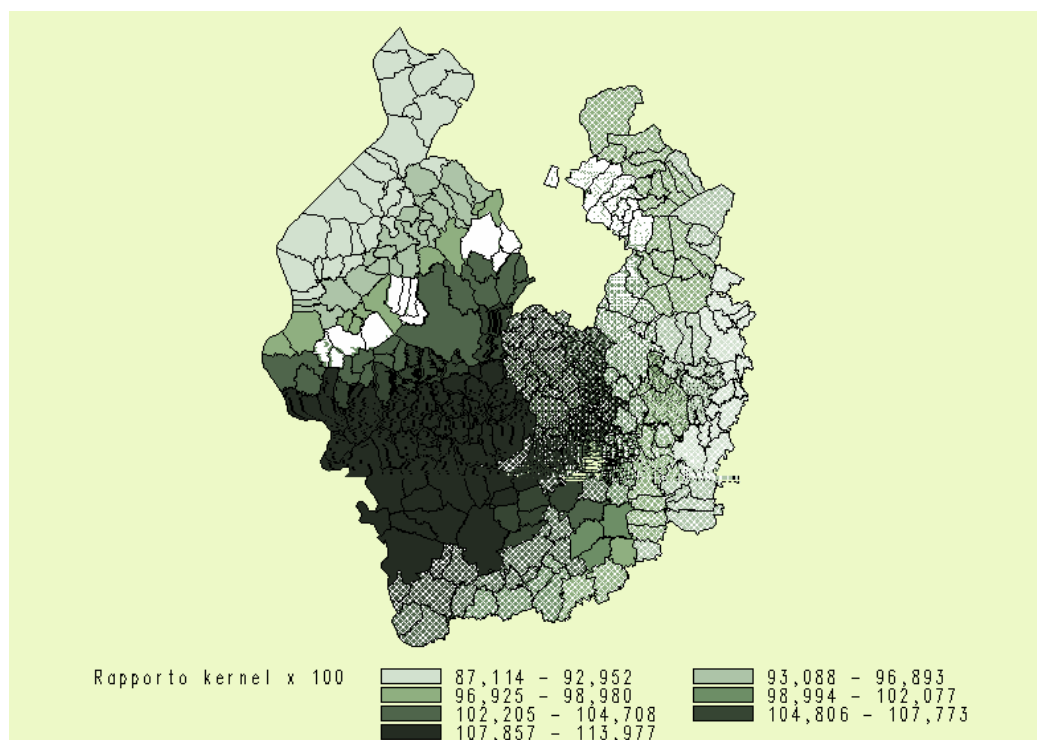 Rapporto kernel x 100
87,114 - 92,952 93,088 - 96,893
96,925 - 98,980 98,994 - 102,077
102,205 - 104,708 104,806 - 107,773
107,857 - 113,977